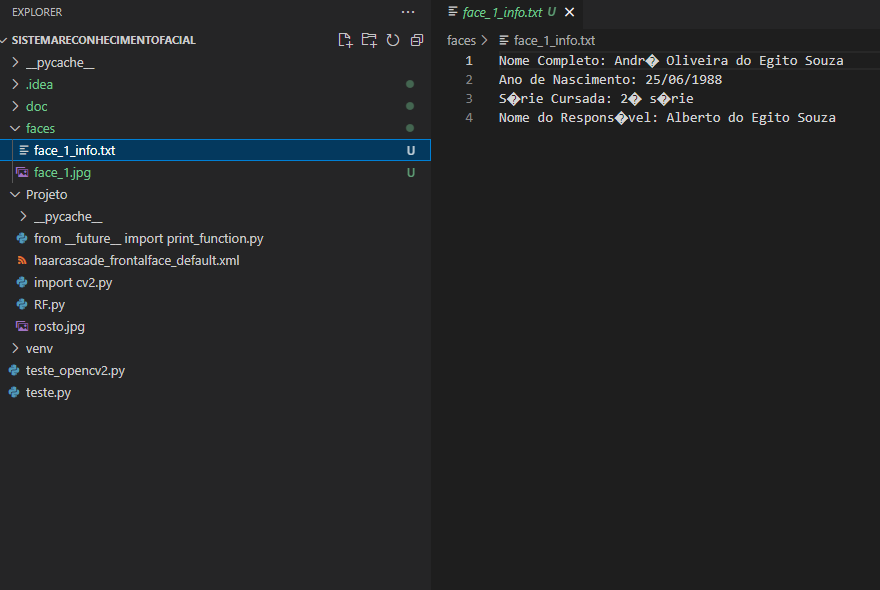 EXPLORER
···
SISTEMARECONHECIMENTOFACIAL
__pycache__
.idea
doc
faces
face_1_info.txt U
face_1.jpg U
Projeto
__pycache__
from __future__ import print_function.py
haarcascade_frontalface_default.xml
import cv2.py
RF.py
rosto.jpg
venv
teste_opencv2.py
teste.py
face_1_info.txt U
faces > face_1_info.txt
1 Nome Completo: Andr� Oliveira do Egito Souza
2 Ano de Nascimento: 25/06/1988
3 S�rie Cursada: 2� s�rie
4 Nome do Respons�vel: Alberto do Egito Souza